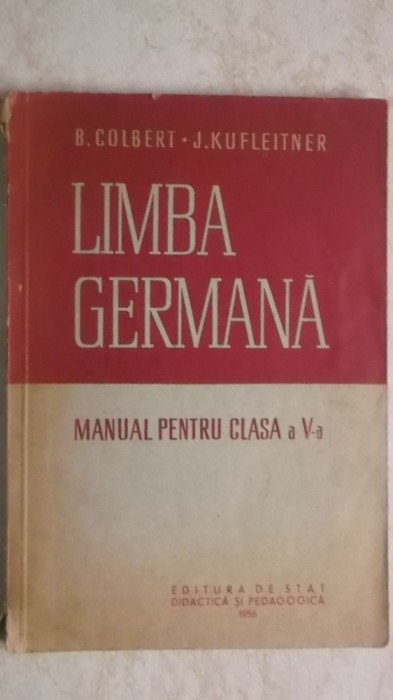 B. COLBERT • J. KUFLEITNER
LIMBA
GERMANĂ
MANUAL PENTRU CLASA a V-a
EDITURA DE STAT
DIDACTICĂ ȘI PEDAGOGICĂ
1956